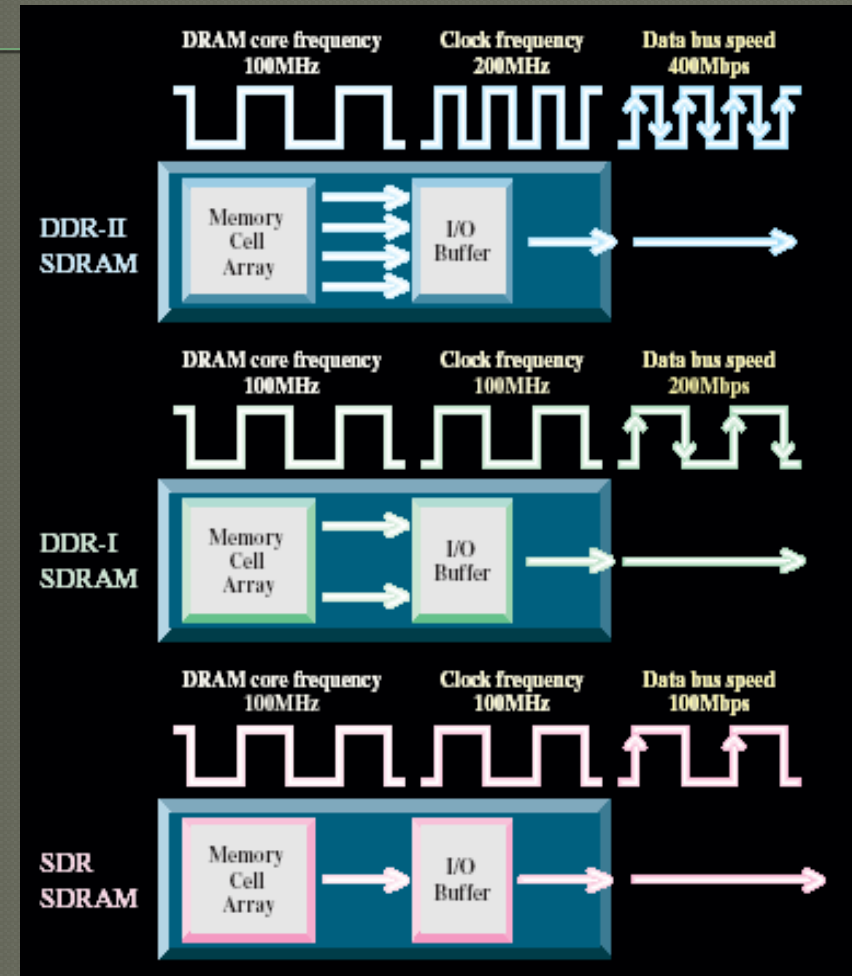 DRAM core frequency
100MHz
Clock frequency
200MHz
Data bus speed
400Mbps
DDR-II
SDRAM
Memory
Cell
Array
I/O
Buffer
DRAM core frequency
100MHz
Clock frequency
100MHz
Data bus speed
200Mbps
DDR-I
SDRAM
Memory
Cell
Array
I/O
Buffer
DRAM core frequency
100MHz
Clock frequency
100MHz
Data bus speed
100Mbps
SDR
SDRAM
Memory
Cell
Array
I/O
Buffer